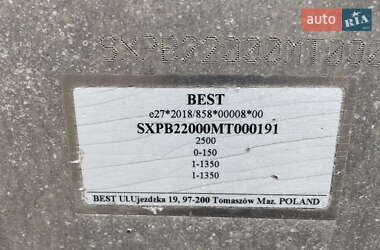 auto RIA
SXPB22000MT000
BEST
e27*2018/858*00008*00
SXPB22000MT000191
2500
0-150
1-1350
1-1350
BEST Ul.Ujezdzka 19, 97-200 Tomaszów Maz. POLAND